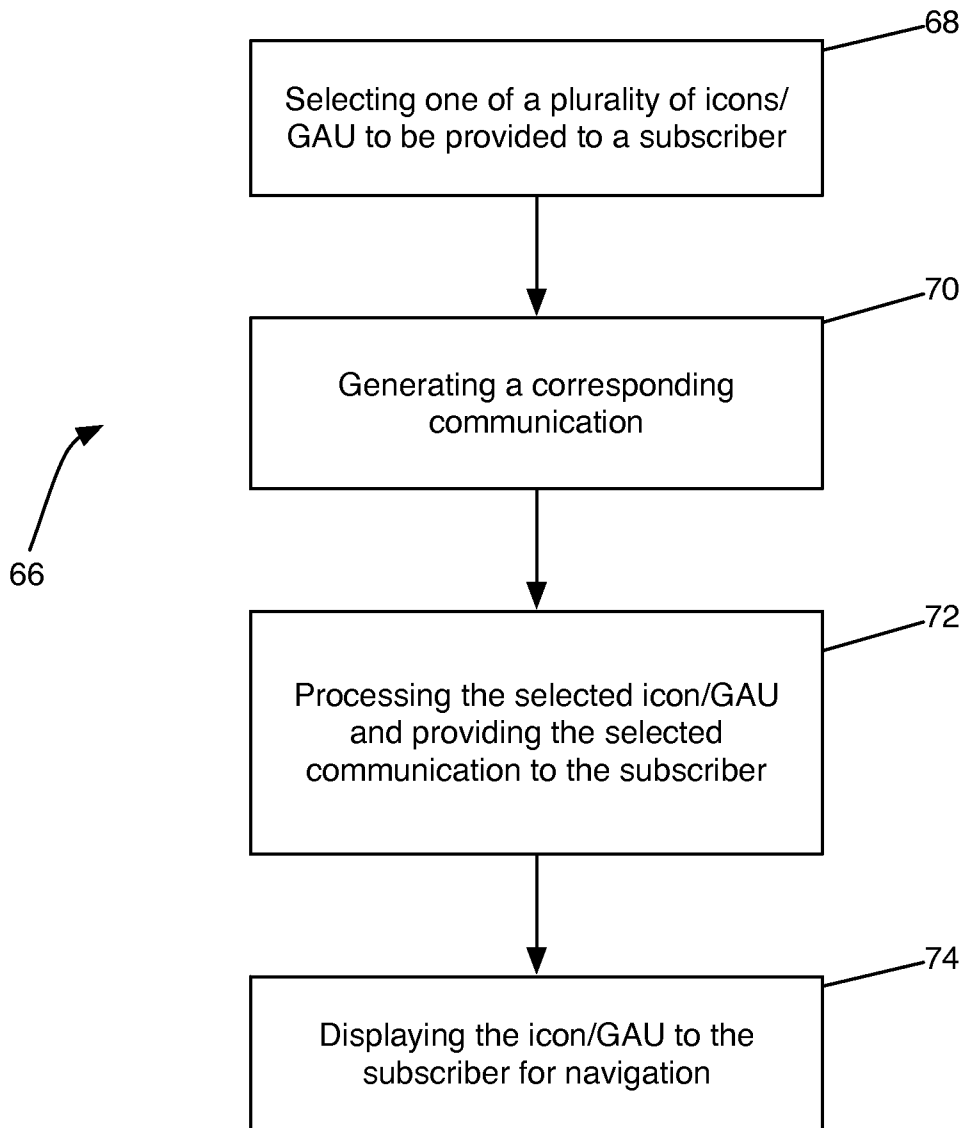 68
Selecting one of a plurality of icons/
GAU to be provided to a subscriber
70
Generating a corresponding
communication
66
72
Processing the selected icon/GAU
and providing the selected
communication to the subscriber
74
Displaying the icon/GAU to the
subscriber for navigation